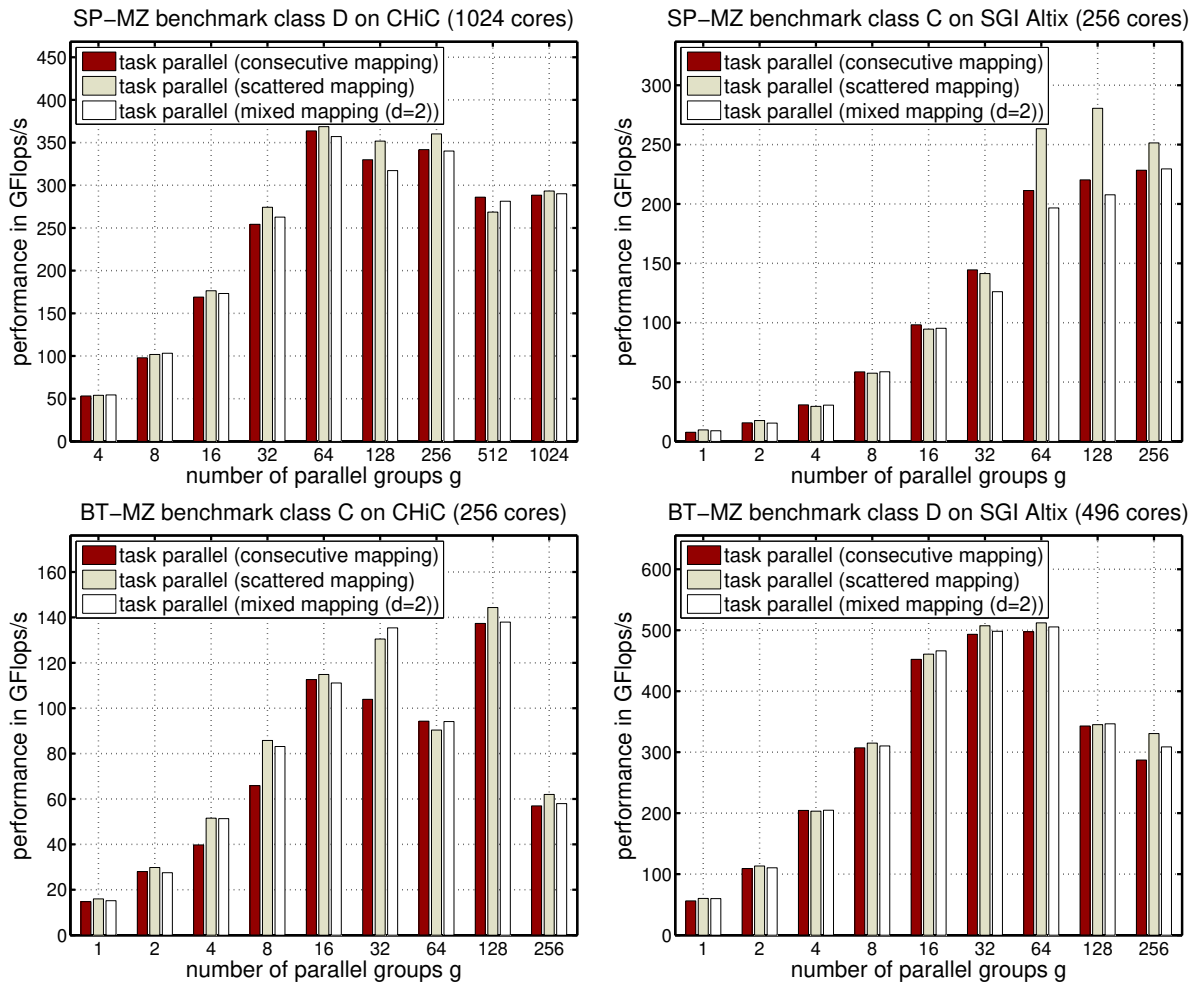 SP−MZ benchmark class D on CHiC (1024 cores)
task parallel (consecutive mapping)
task parallel (scattered mapping)
task parallel (mixed mapping (d=2))
performance in GFlops/s
450
400
350
300
250
200
150
100
50
0
4 8 16 32 64 128 256 512 1024
number of parallel groups g
SP−MZ benchmark class C on SGI Altix (256 cores)
task parallel (consecutive mapping)
task parallel (scattered mapping)
task parallel (mixed mapping (d=2))
performance in GFlops/s
300
250
200
150
100
50
0
1 2 4 8 16 32 64 128 256
number of parallel groups g
BT−MZ benchmark class C on CHiC (256 cores)
task parallel (consecutive mapping)
task parallel (scattered mapping)
task parallel (mixed mapping (d=2))
performance in GFlops/s
160
140
120
100
80
60
40
20
0
1 2 4 8 16 32 64 128 256
number of parallel groups g
BT−MZ benchmark class D on SGI Altix (496 cores)
task parallel (consecutive mapping)
task parallel (scattered mapping)
task parallel (mixed mapping (d=2))
performance in GFlops/s
600
500
400
300
200
100
0
1 2 4 8 16 32 64 128 256
number of parallel groups g